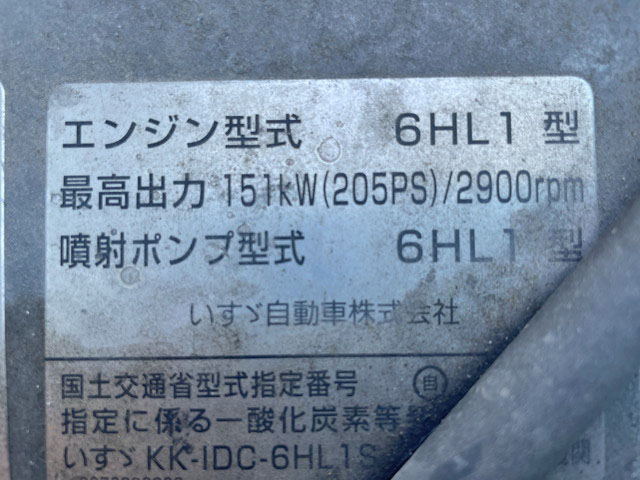 エンジン型式 6HL1 型
最高出力 151kW(205PS)/2900rpm
噴射ポンプ型式 6HL1 型
いすゞ自動車株式会社
国土交通省型式指定番号 自
指定に係る一酸化炭素等
いすゞ KK-IDC-6HL1S 関